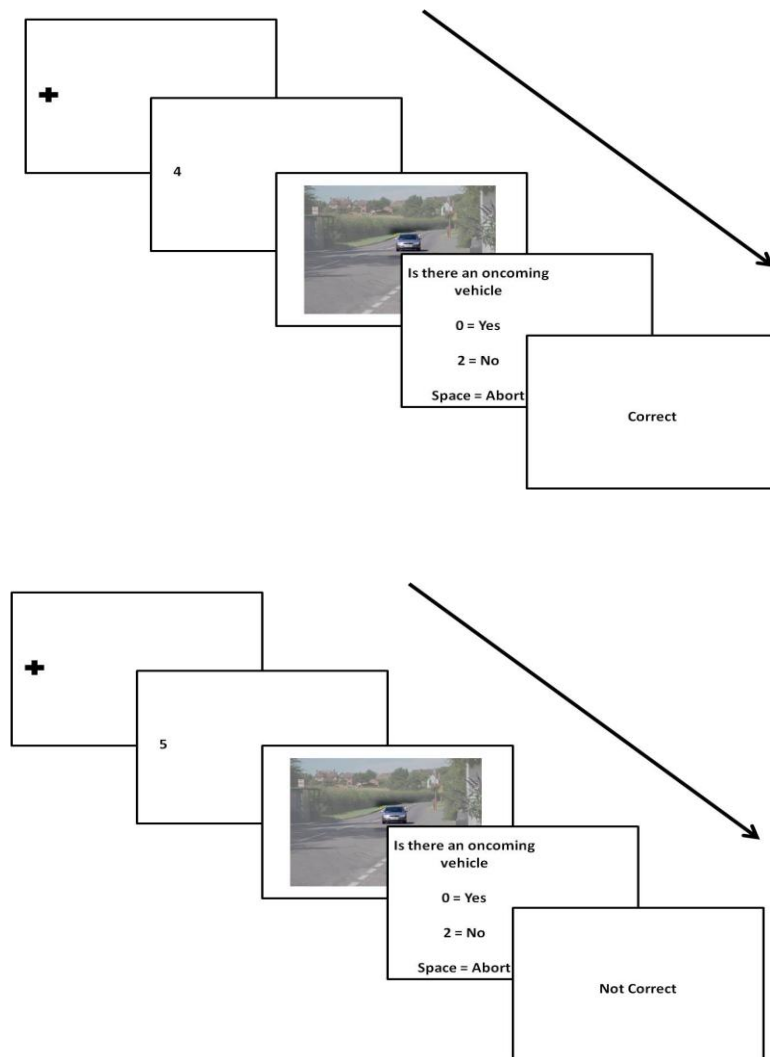 4
Is there an oncoming
vehicle
0 = Yes
2 = No
Space = Abort
Correct
5
Is there an oncoming
vehicle
0 = Yes
2 = No
Space = Abort
Not Correct